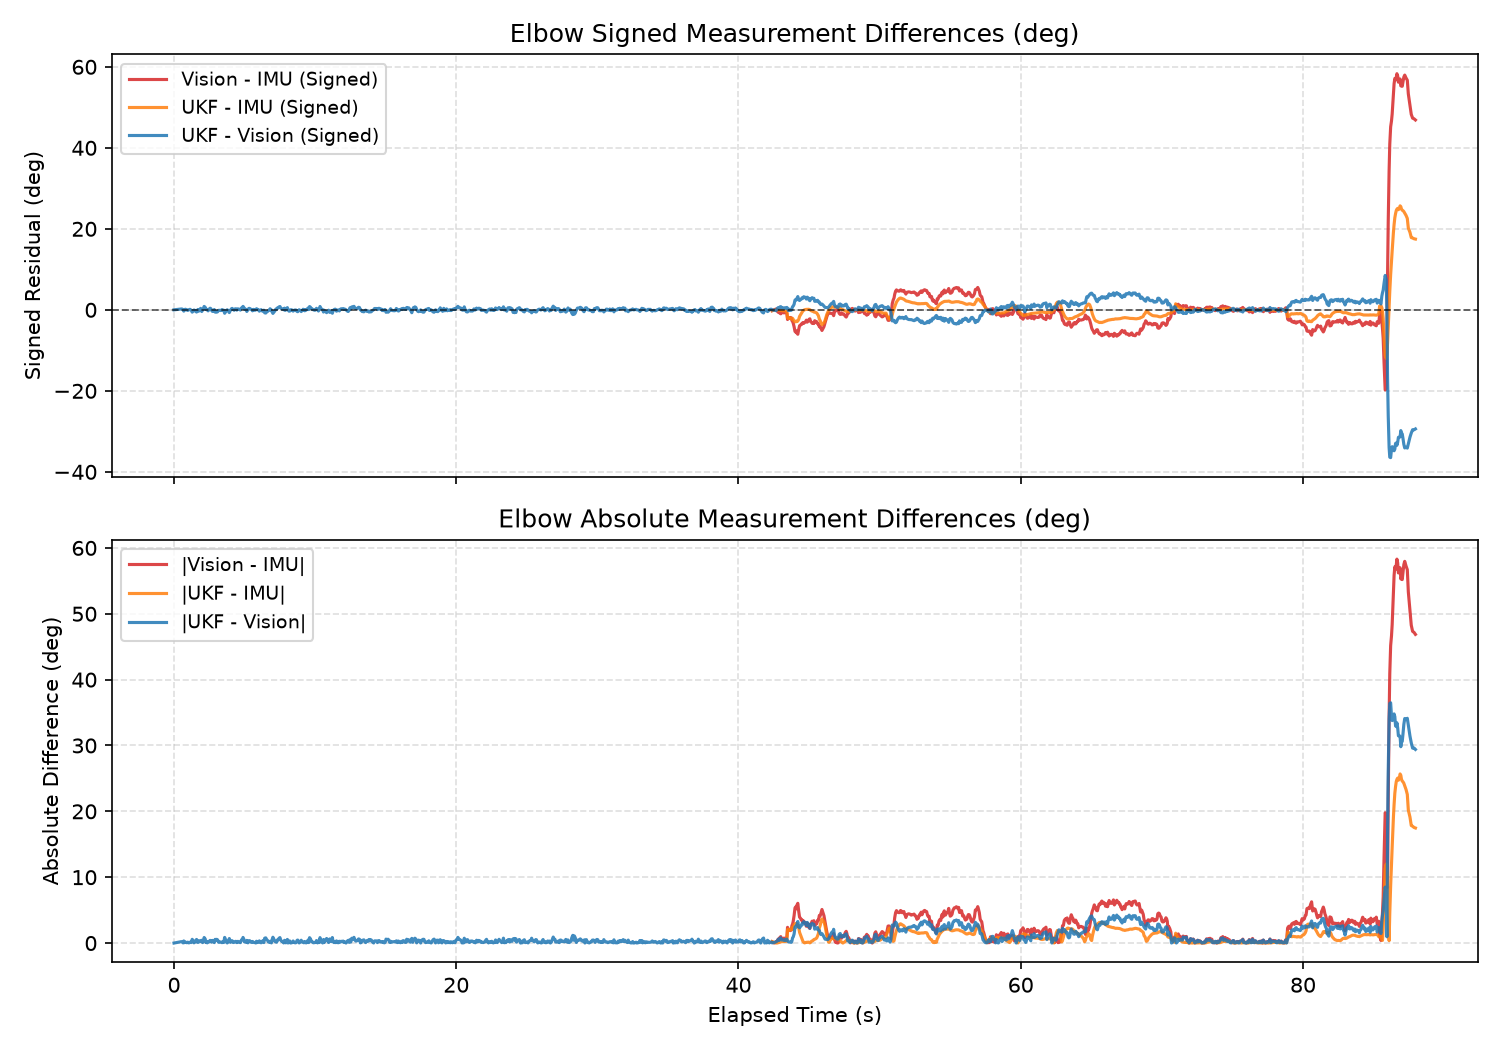 Elbow Signed Measurement Differences (deg)
60
40
20
0
−20
−40
Signed Residual (deg)
Vision - IMU (Signed)
UKF - IMU (Signed)
UKF - Vision (Signed)
Elbow Absolute Measurement Differences (deg)
60
50
40
30
20
10
0
Absolute Difference (deg)
|Vision - IMU|
|UKF - IMU|
|UKF - Vision|
0 20 40 60 80
Elapsed Time (s)